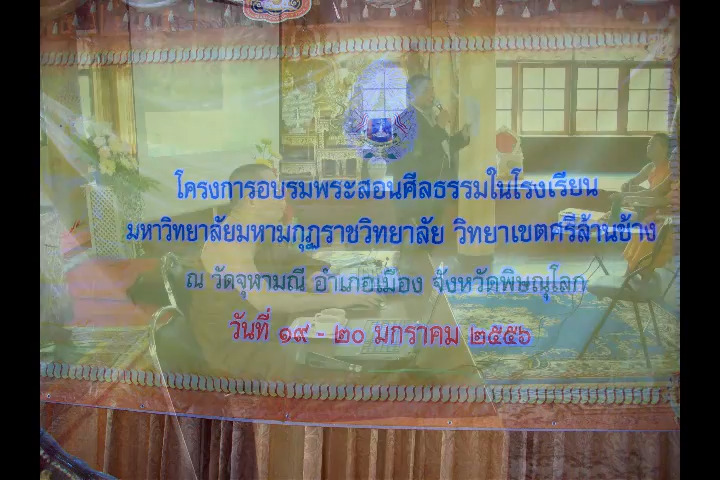 โครงการอบรมพระสอนศีลธรรมในโรงเรียน
มหาวิทยาลัยมหามกุฏราชวิทยาลัย วิทยาเขตศรีล้านช้าง
ณ วัดจุฬามณี อำเภอเมือง จังหวัดพิษณุโลก
วันที่ ๑๙ - ๒๐ มกราคม ๒๕๕๖